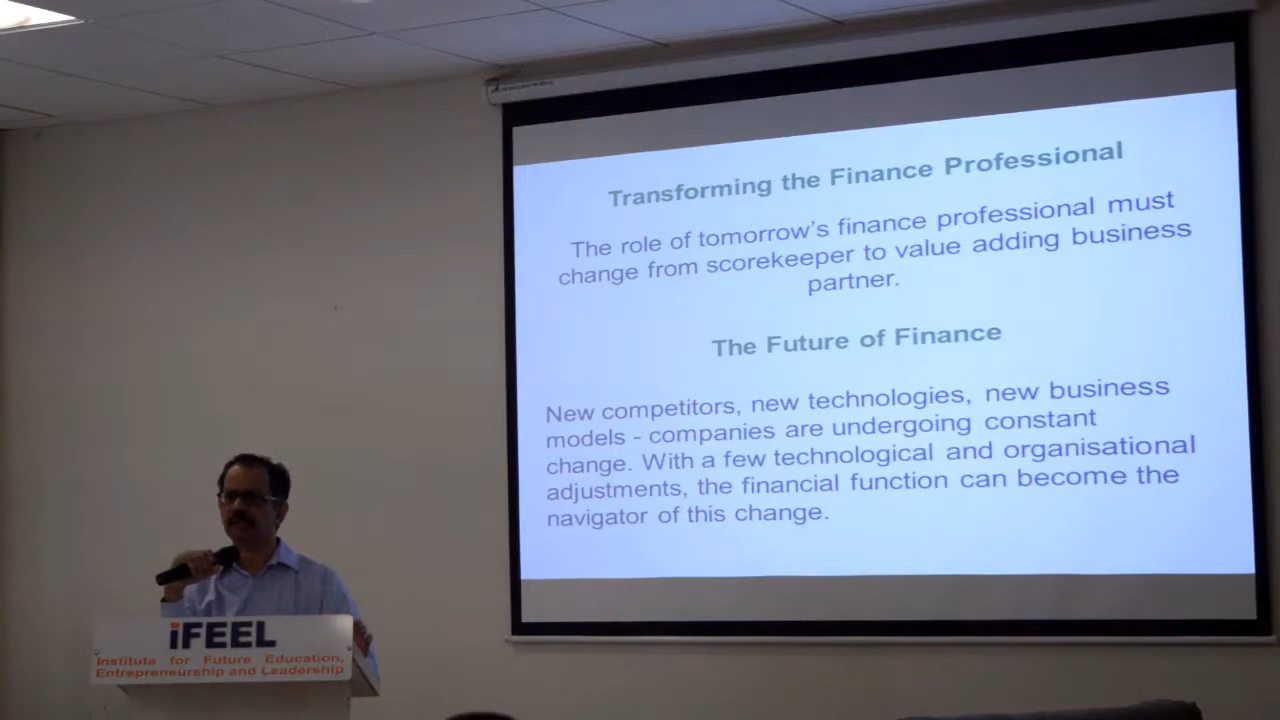 Transforming the Finance Professional
The role of tomorrow's finance professional must
change from scorekeeper to value adding business
partner.
The Future of Finance
New competitors, new technologies, new business
models - companies are undergoing constant
change. With a few technological and organisational
adjustments, the financial function can become the
navigator of this change.
iFEEL
Institute for Future Education,
Entrepreneurship and Leadership